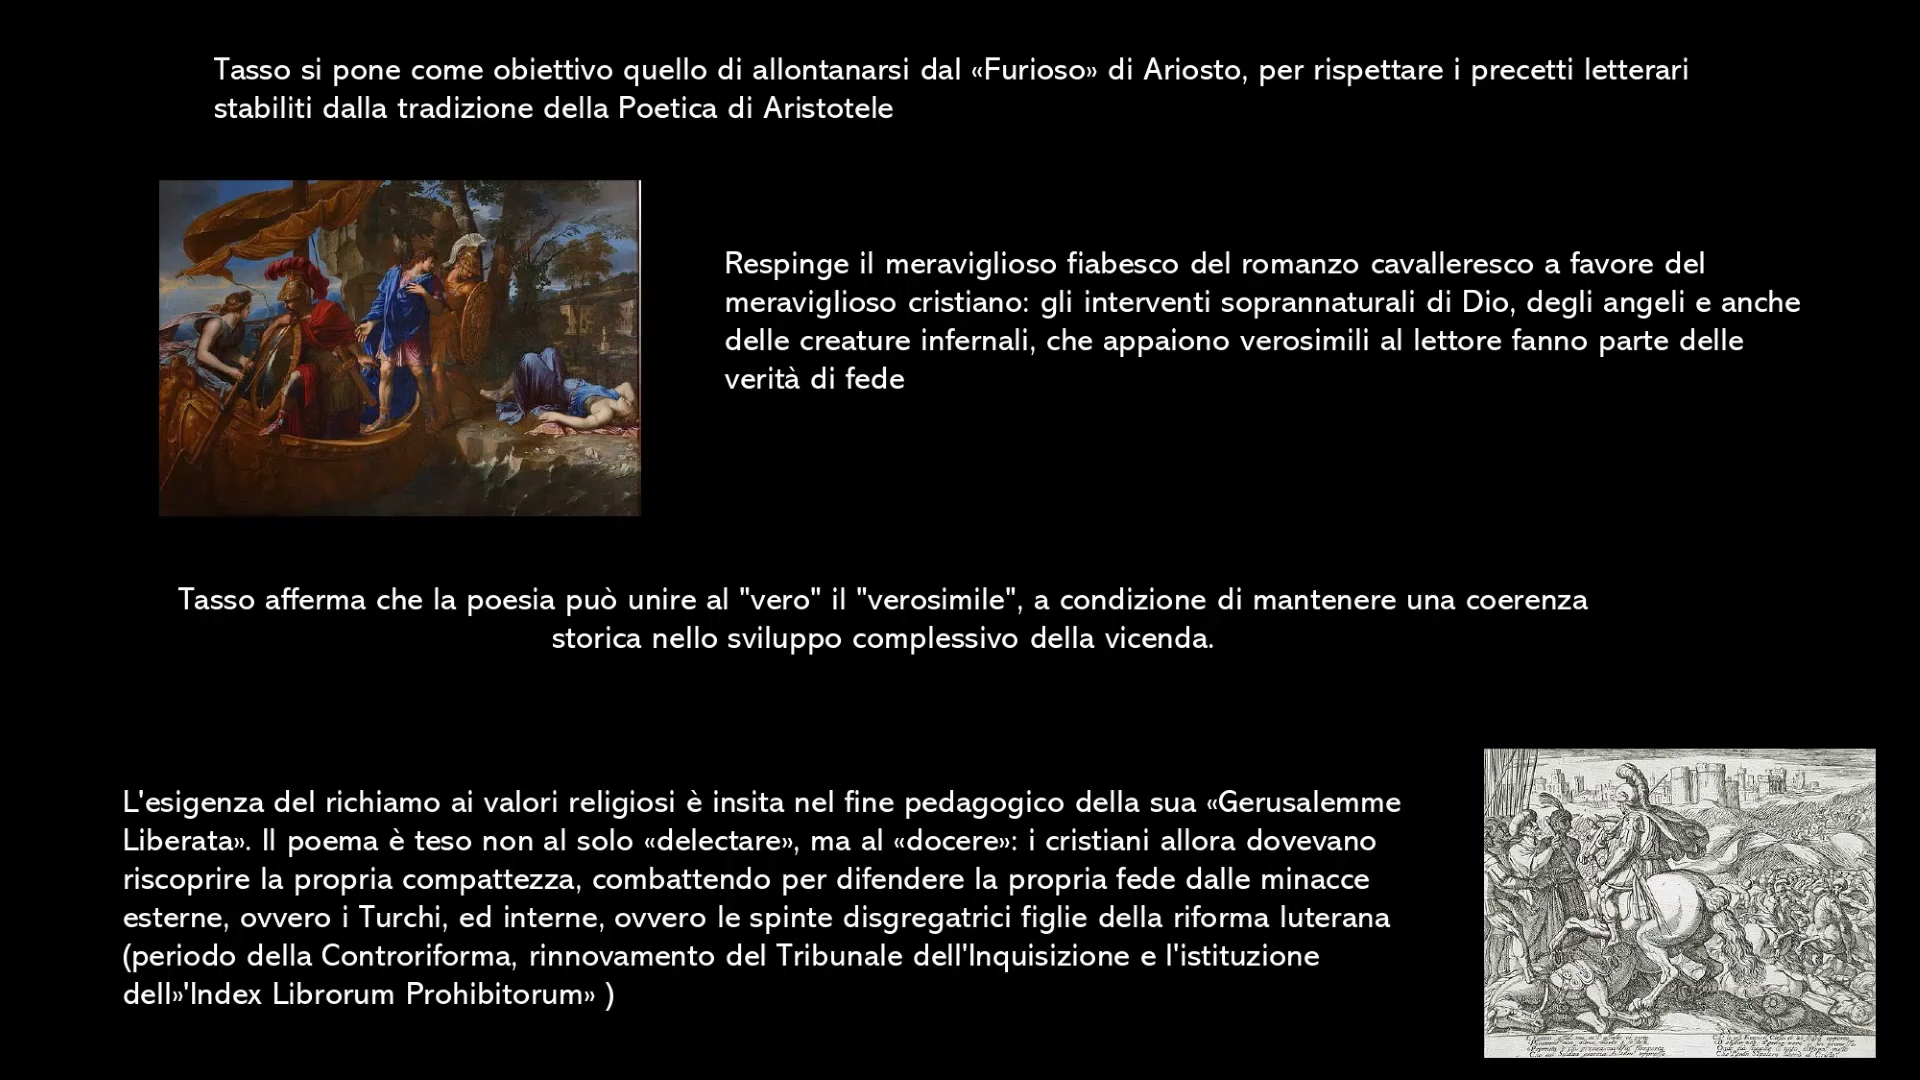 Tasso si pone come obiettivo quello di allontanarsi dal «Furioso» di Ariosto, per rispettare i precetti letterari
stabiliti dalla tradizione della Poetica di Aristotele
Respinge il meraviglioso fiabesco del romanzo cavalleresco a favore del
meraviglioso cristiano: gli interventi soprannaturali di Dio, degli angeli e anche
delle creature infernali, che appaiono verosimili al lettore fanno parte delle
verità di fede
Tasso afferma che la poesia può unire al "vero" il "verosimile", a condizione di mantenere una coerenza
storica nello sviluppo complessivo della vicenda.
L'esigenza del richiamo ai valori religiosi è insita nel fine pedagogico della sua «Gerusalemme
Liberata». Il poema è teso non al solo «delectare», ma al «docere»: i cristiani allora dovevano
riscoprire la propria compattezza, combattendo per difendere la propria fede dalle minacce
esterne, ovvero i Turchi, ed interne, ovvero le spinte disgregatrici figlie della riforma luterana
(periodo della Controriforma, rinnovamento del Tribunale dell'Inquisizione e l'istituzione
dell»'Index Librorum Prohibitorum» )